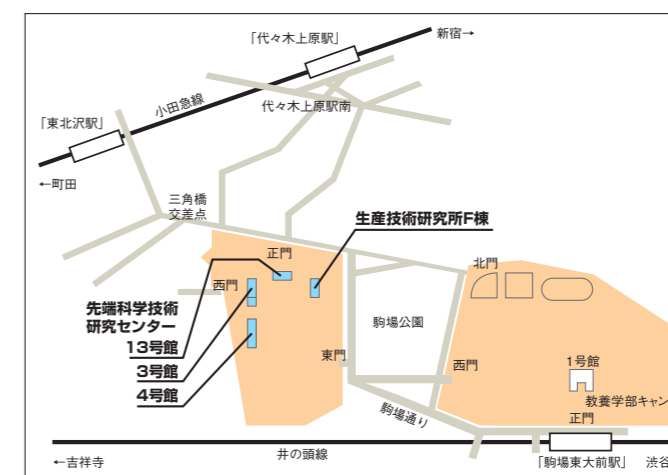 「代々木上原駅」
新宿→
小田急線
代々木上原駅南
「東北沢駅」
←町田
三角橋
交差点
生産技術研究所F棟
正門
北門
西門
先端科学技術
研究センター
13号館
3号館
4号館
駒場公園
東門
西門
1号館
教養学部キャン
駒場通り
正門
井の頭線
←吉祥寺
「駒場東大前駅」
渋谷